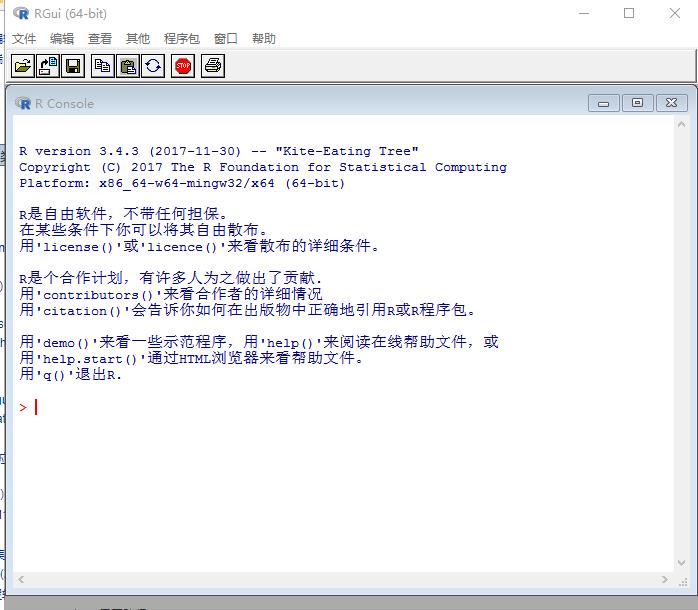 RGui (64-bit)
文件 编辑 查看 其他 程序包 窗口 帮助
STOP
R Console
R version 3.4.3 (2017-11-30) -- "Kite-Eating Tree"
Copyright (C) 2017 The R Foundation for Statistical Computing
Platform: x86_64-w64-mingw32/x64 (64-bit)
R是自由软件，不带任何担保。
在某些条件下你可以将其自由散布。
用'license()'或'licence()'来看散布的详细条件。
R是个合作计划，有许多人为之做出了贡献.
用'contributors()'来看合作者的详细情况
用'citation()'会告诉你如何在出版物中正确地引用R或R程序包。
用'demo()'来看一些示范程序，用'help()'来阅读在线帮助文件，或
用'help.start()'通过HTML浏览器来看帮助文件。
用'q()'退出R.
>